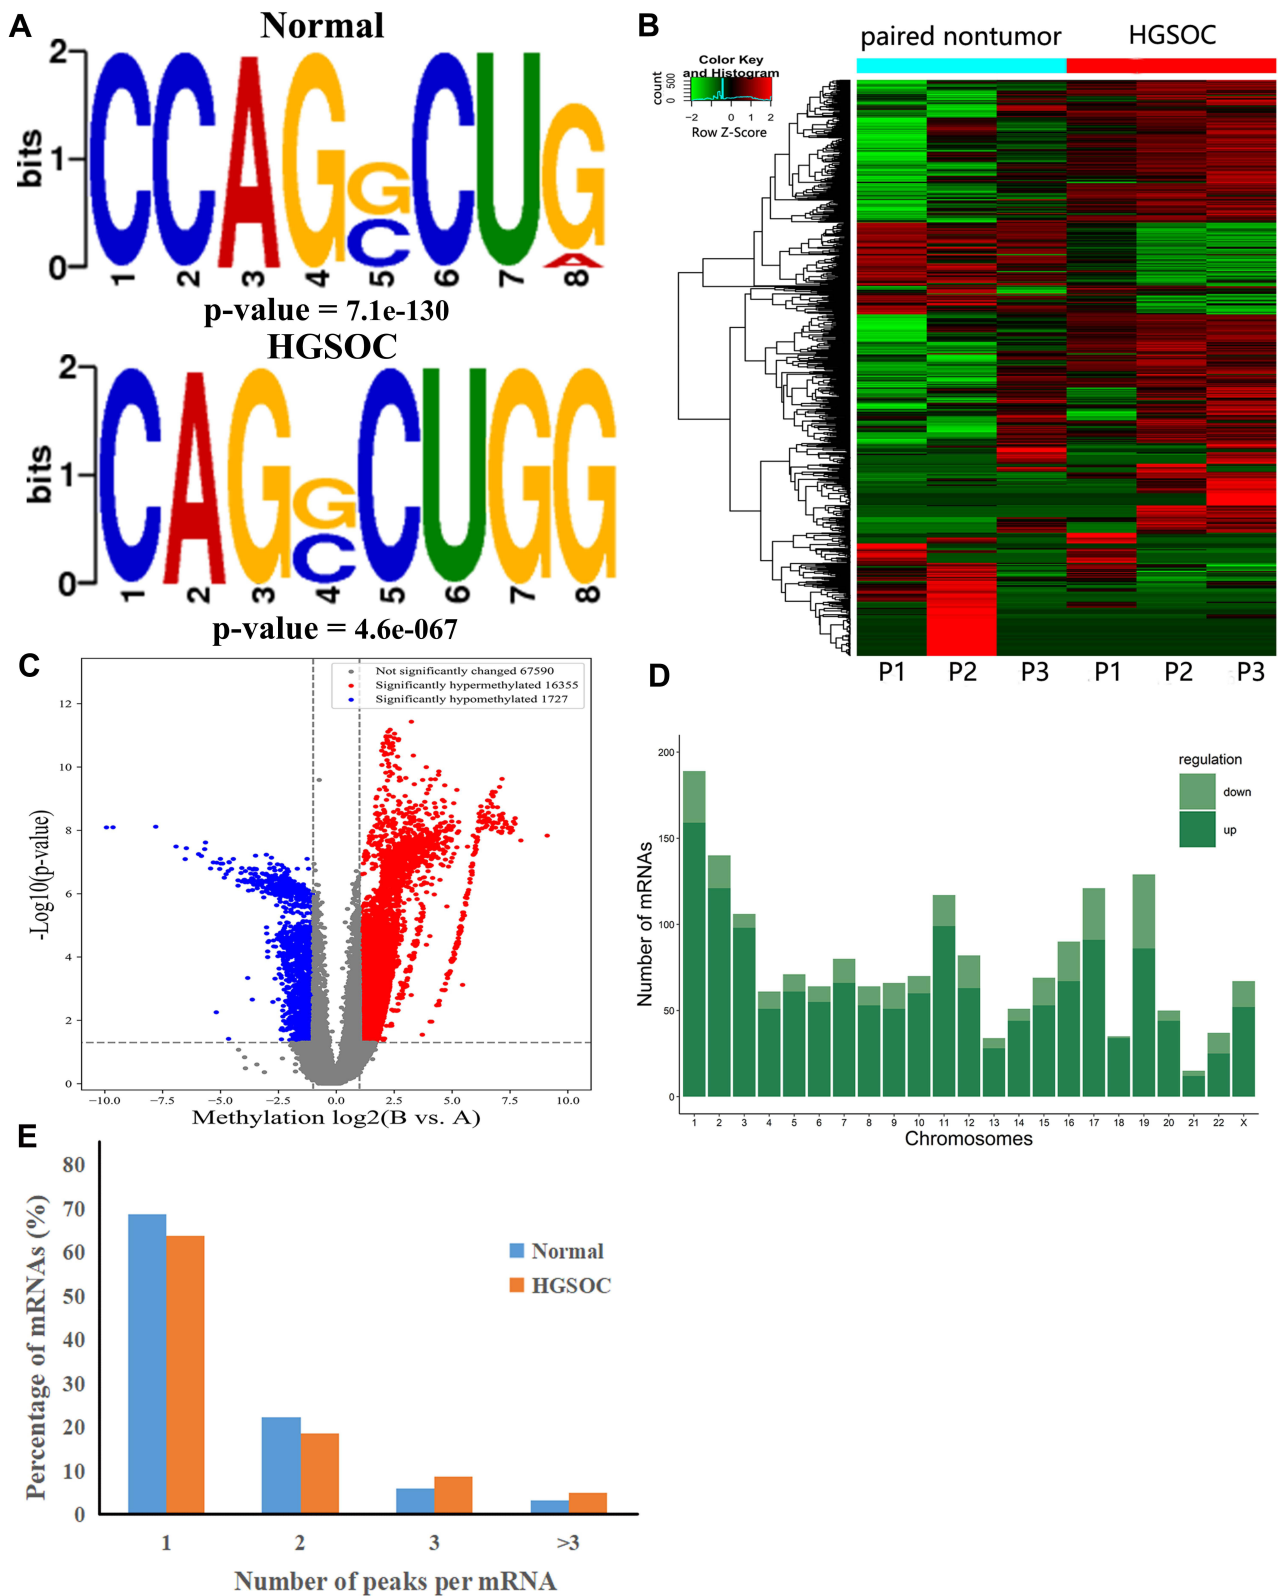 A
Normal
bits
2
1
0
CCAGGCUG
C A
1 2 3 4 5 6 7 8
p-value = 7.1e-130
HGSOC
bits
2
1
0
CAGGCUGG
C
1 2 3 4 5 6 7 8
p-value = 4.6e-067
B
paired nontumor HGSOC
Color Key
and Histogram
count
0 500
−2 −1 0 1 2
Row Z-Score
P1 P2 P3 P1 P2 P3
C
Not significantly changed 67590
Significantly hypermethylated 16355
Significantly hypomethylated 1727
-Log10(p-value)
12
10
8
6
4
2
0
−10.0 −7.5 −5.0 −2.5 0.0 2.5 5.0 7.5 10.0
Methylation log2(B vs. A)
D
Number of mRNAs
200
150
100
50
0
regulation
down
up
1 2 3 4 5 6 7 8 9 10 11 12 13 14 15 16 17 18 19 20 21 22 X
Chromosomes
E
Percentage of mRNAs (%)
80
70
60
50
40
30
20
10
0
Normal
HGSOC
1 2 3 >3
Number of peaks per mRNA